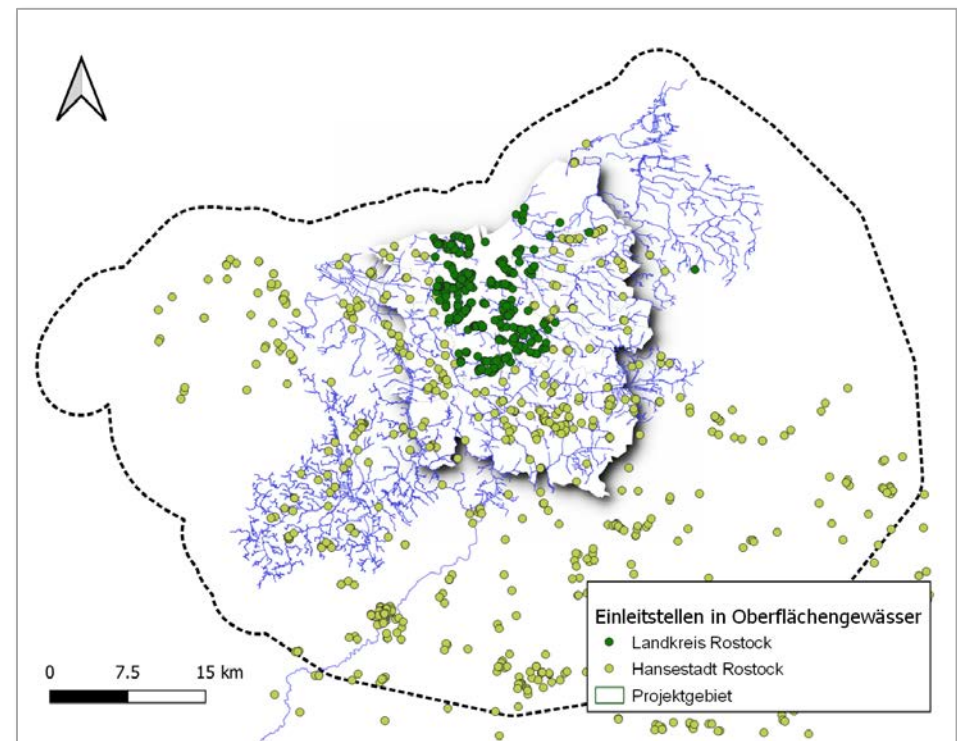 Einleitstellen in Oberflächengewässer
Landkreis Rostock
Hansestadt Rostock
Projektgebiet
0 7.5 15 km